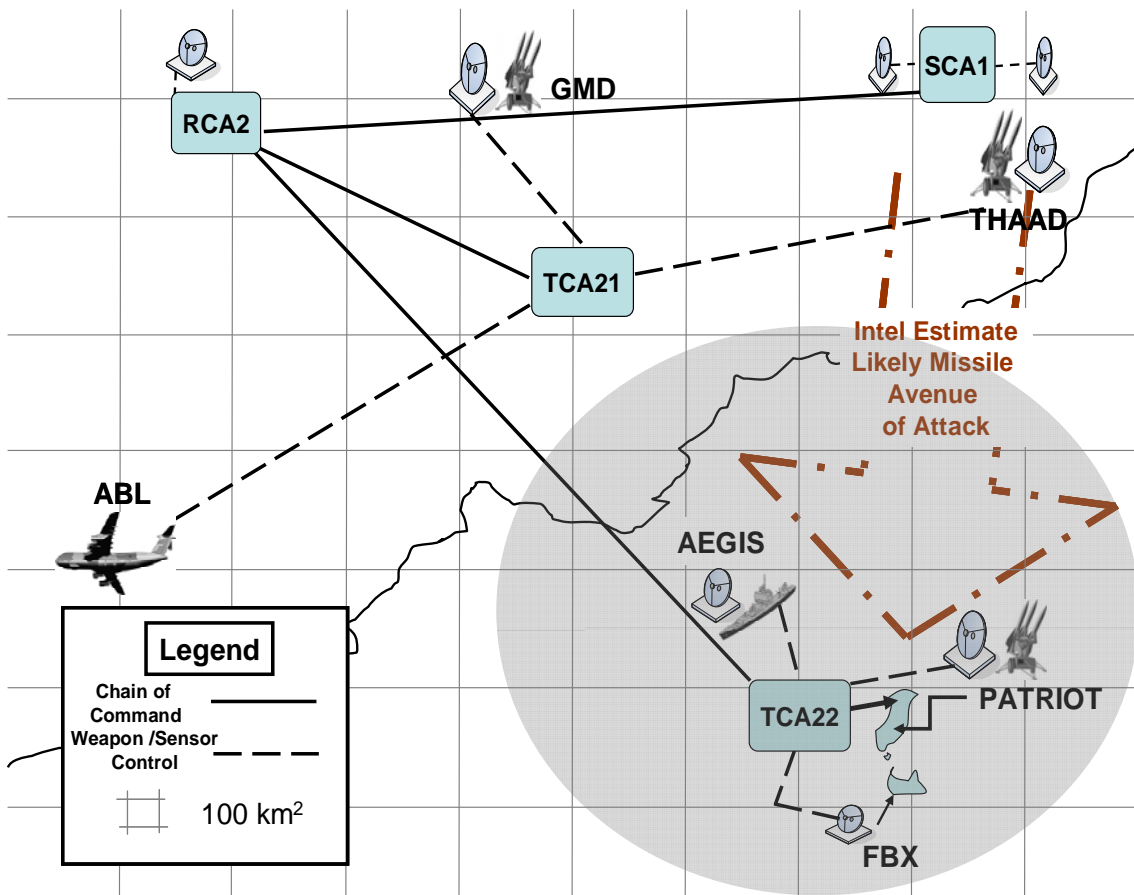 SCA1
GMD
RCA2
THAAD
TCA21
Intel Estimate
Likely Missile
Avenue
of Attack
ABL
AEGIS
Legend
Chain of
Command
Weapon /Sensor
Control
100 km²
PATRIOT
TCA22
FBX